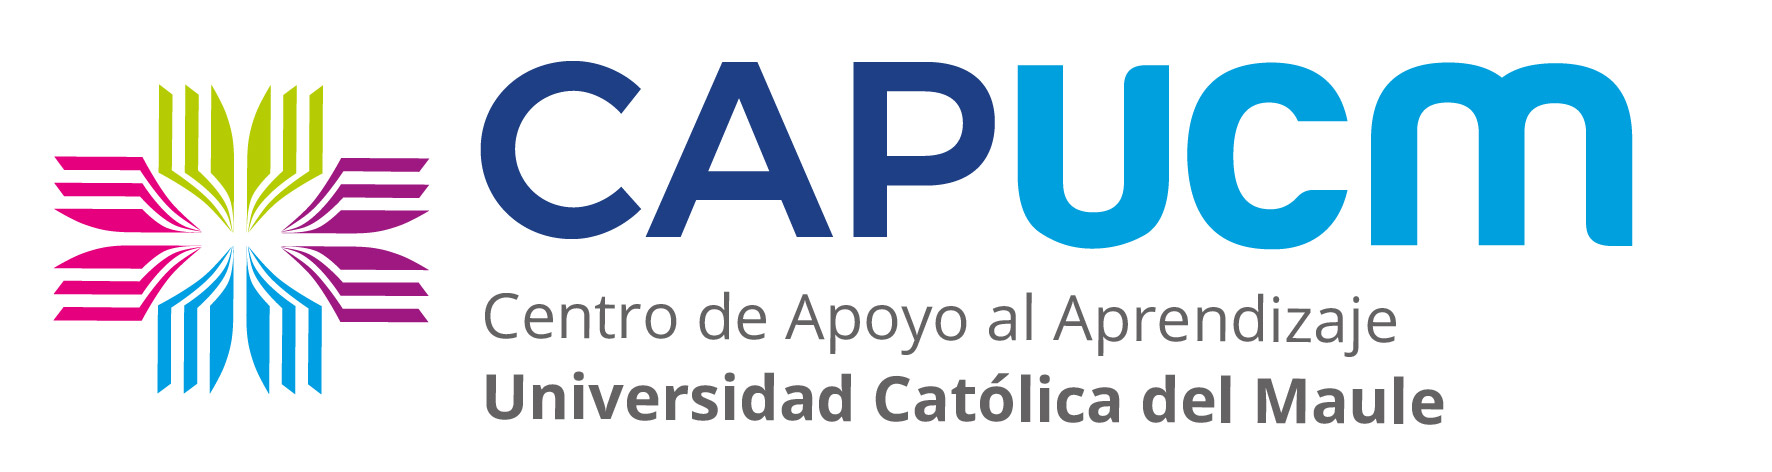 CAPUCM
Centro de Apoyo al Aprendizaje
Universidad Católica del Maule